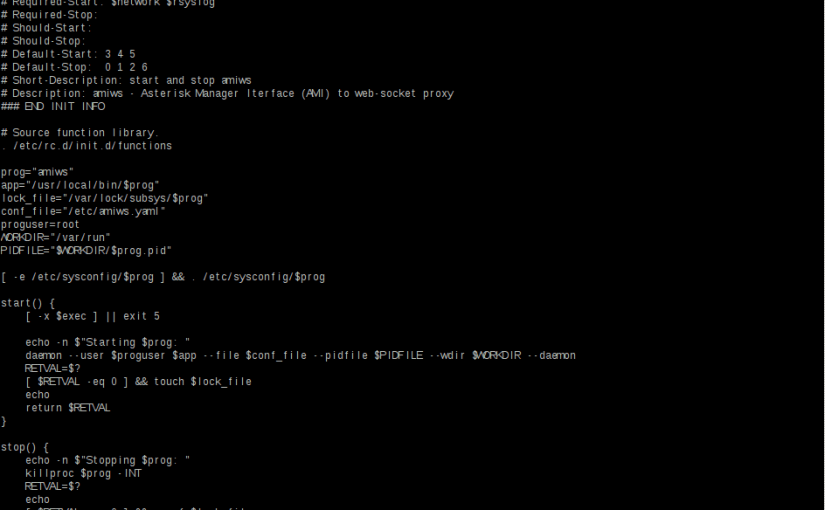 # Required-Start: $network $rsyslog
# Required-Stop:
# Should-Start:
# Should-Stop:
# Default-Start: 3 4 5
# Default-Stop: 0 1 2 6
# Short-Description: start and stop amiws
# Description: amiws - Asterisk Manager Iterface (AMI) to web-socket proxy
### END INIT INFO
# Source function library.
. /etc/rc.d/init.d/functions
prog="amiws"
app="/usr/local/bin/$prog"
lock_file="/var/lock/subsys/$prog"
conf_file="/etc/amiws.yaml"
proguser=root
WORKDIR="/var/run"
PIDFILE="$WORKDIR/$prog.pid"
[ -e /etc/sysconfig/$prog ] && . /etc/sysconfig/$prog
start() {
[ -x $exec ] || exit 5
echo -n $"Starting $prog: "
daemon --user $proguser $app --file $conf_file --pidfile $PIDFILE --wdir $WORKDIR --daemon
RETVAL=$?
[ $RETVAL -eq 0 ] && touch $lock_file
echo
return $RETVAL
}
stop() {
echo -n $"Stopping $prog: "
killproc $prog -INT
RETVAL=$?
echo